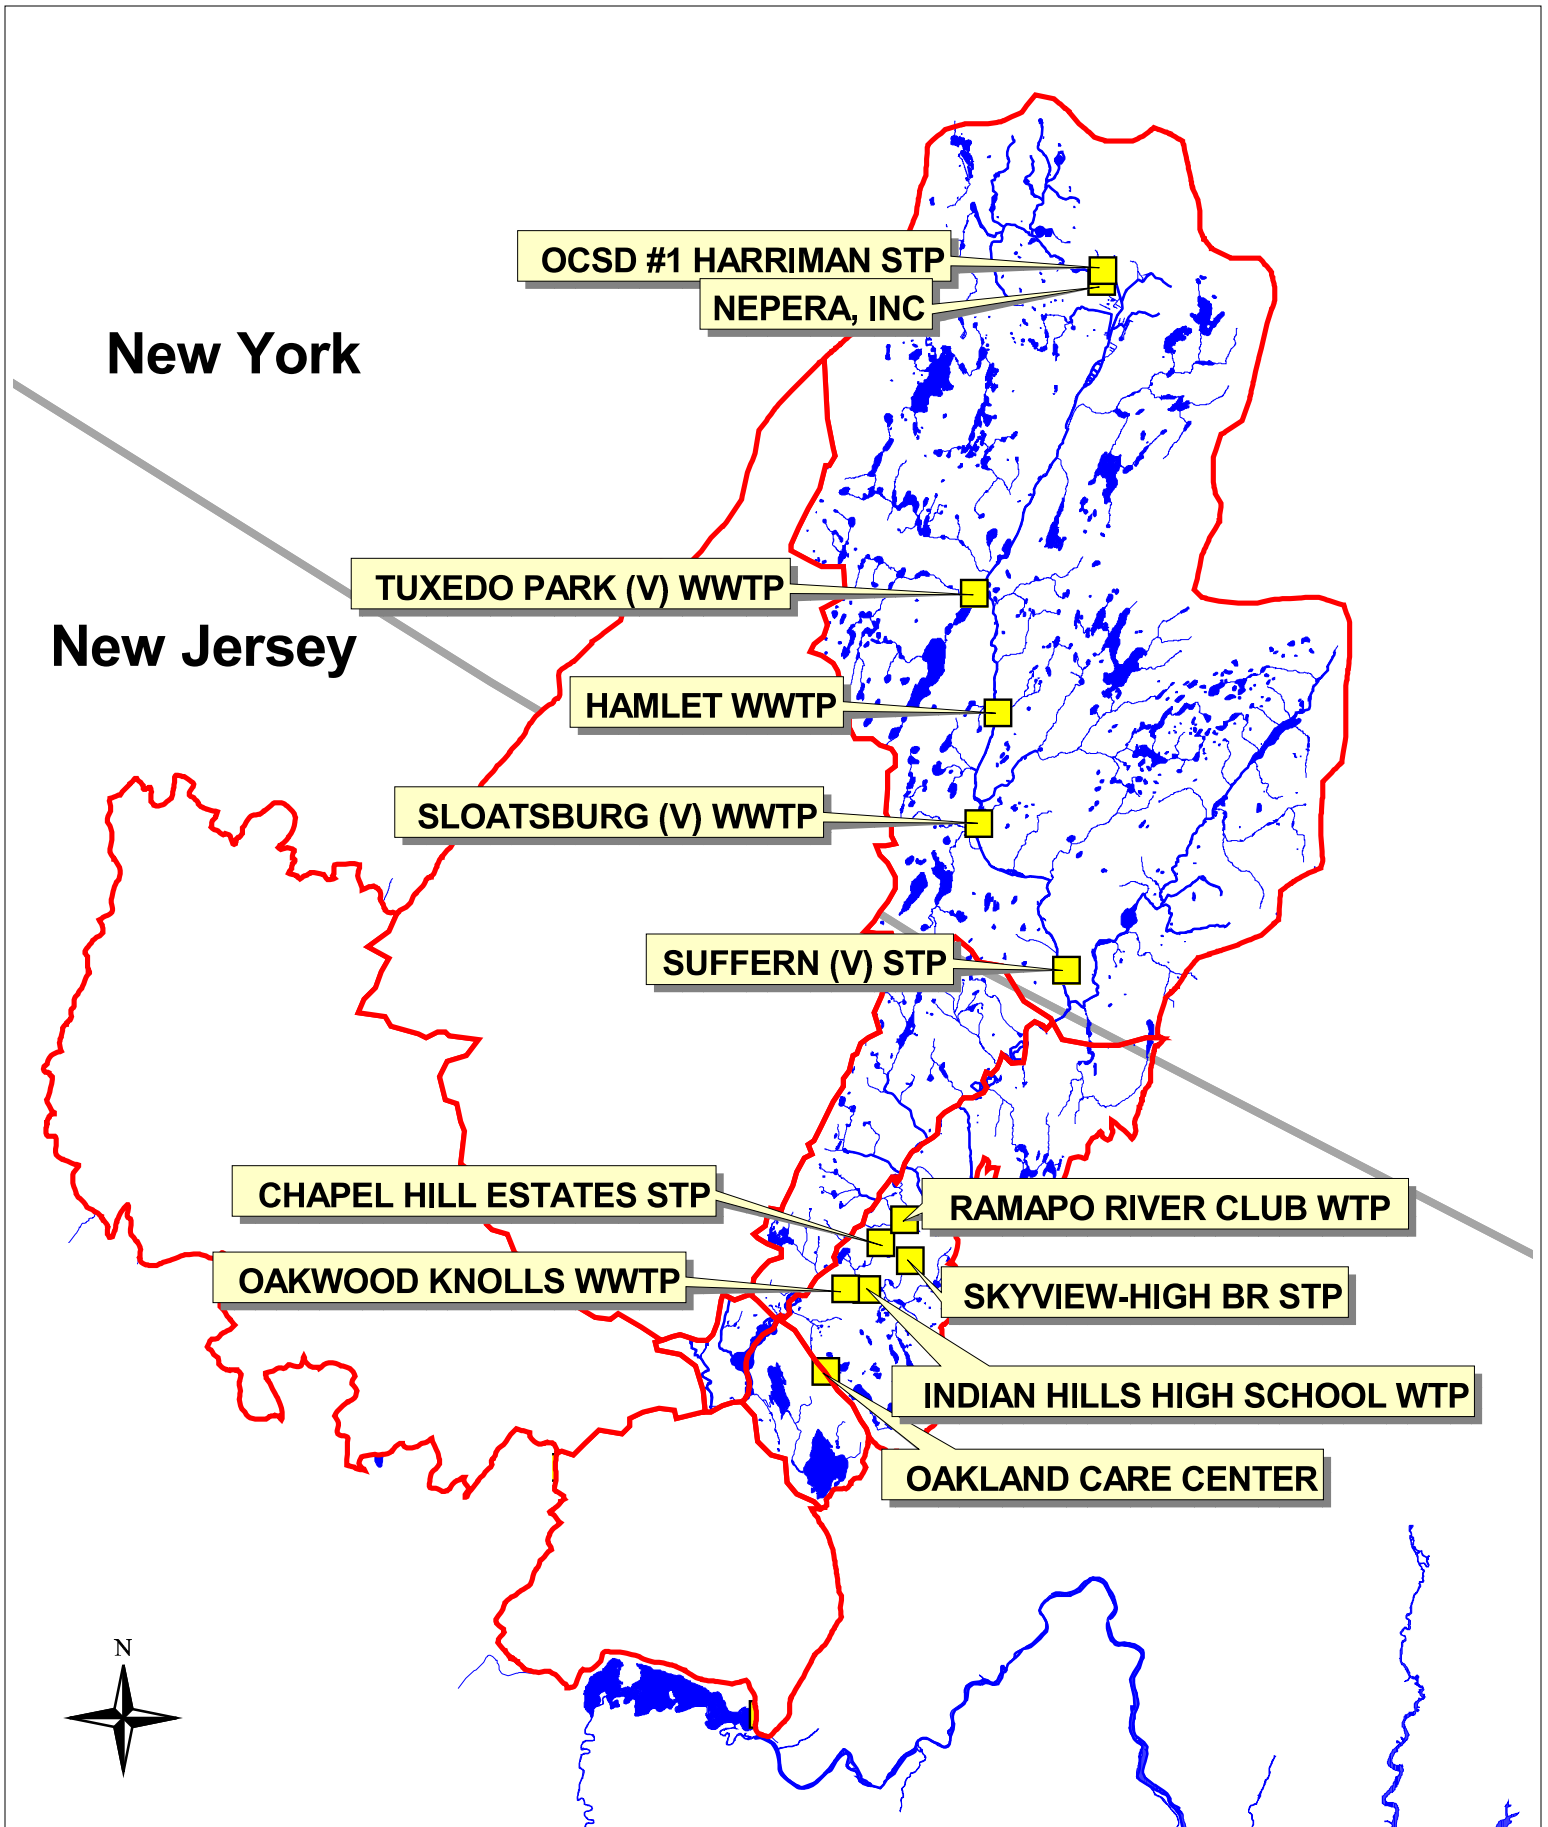 OCSD #1 HARRIMAN STP
NEPERA, INC
New York
TUXEDO PARK (V) WWTP
New Jersey
HAMLET WWTP
SLOATSBURG (V) WWTP
SUFFERN (V) STP
CHAPEL HILL ESTATES STP
RAMAPO RIVER CLUB WTP
OAKWOOD KNOLLS WWTP
SKYVIEW-HIGH BR STP
INDIAN HILLS HIGH SCHOOL WTP
OAKLAND CARE CENTER
N